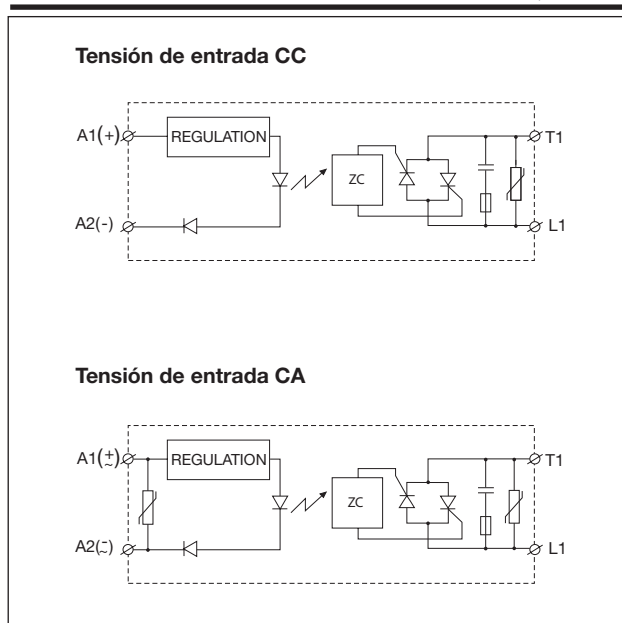 Tensión de entrada CC
A1(+)
REGULATION
T1
ZC
A2(-)
L1
Tensión de entrada CA
A1(±~)
REGULATION
T1
ZC
A2(-~)
L1